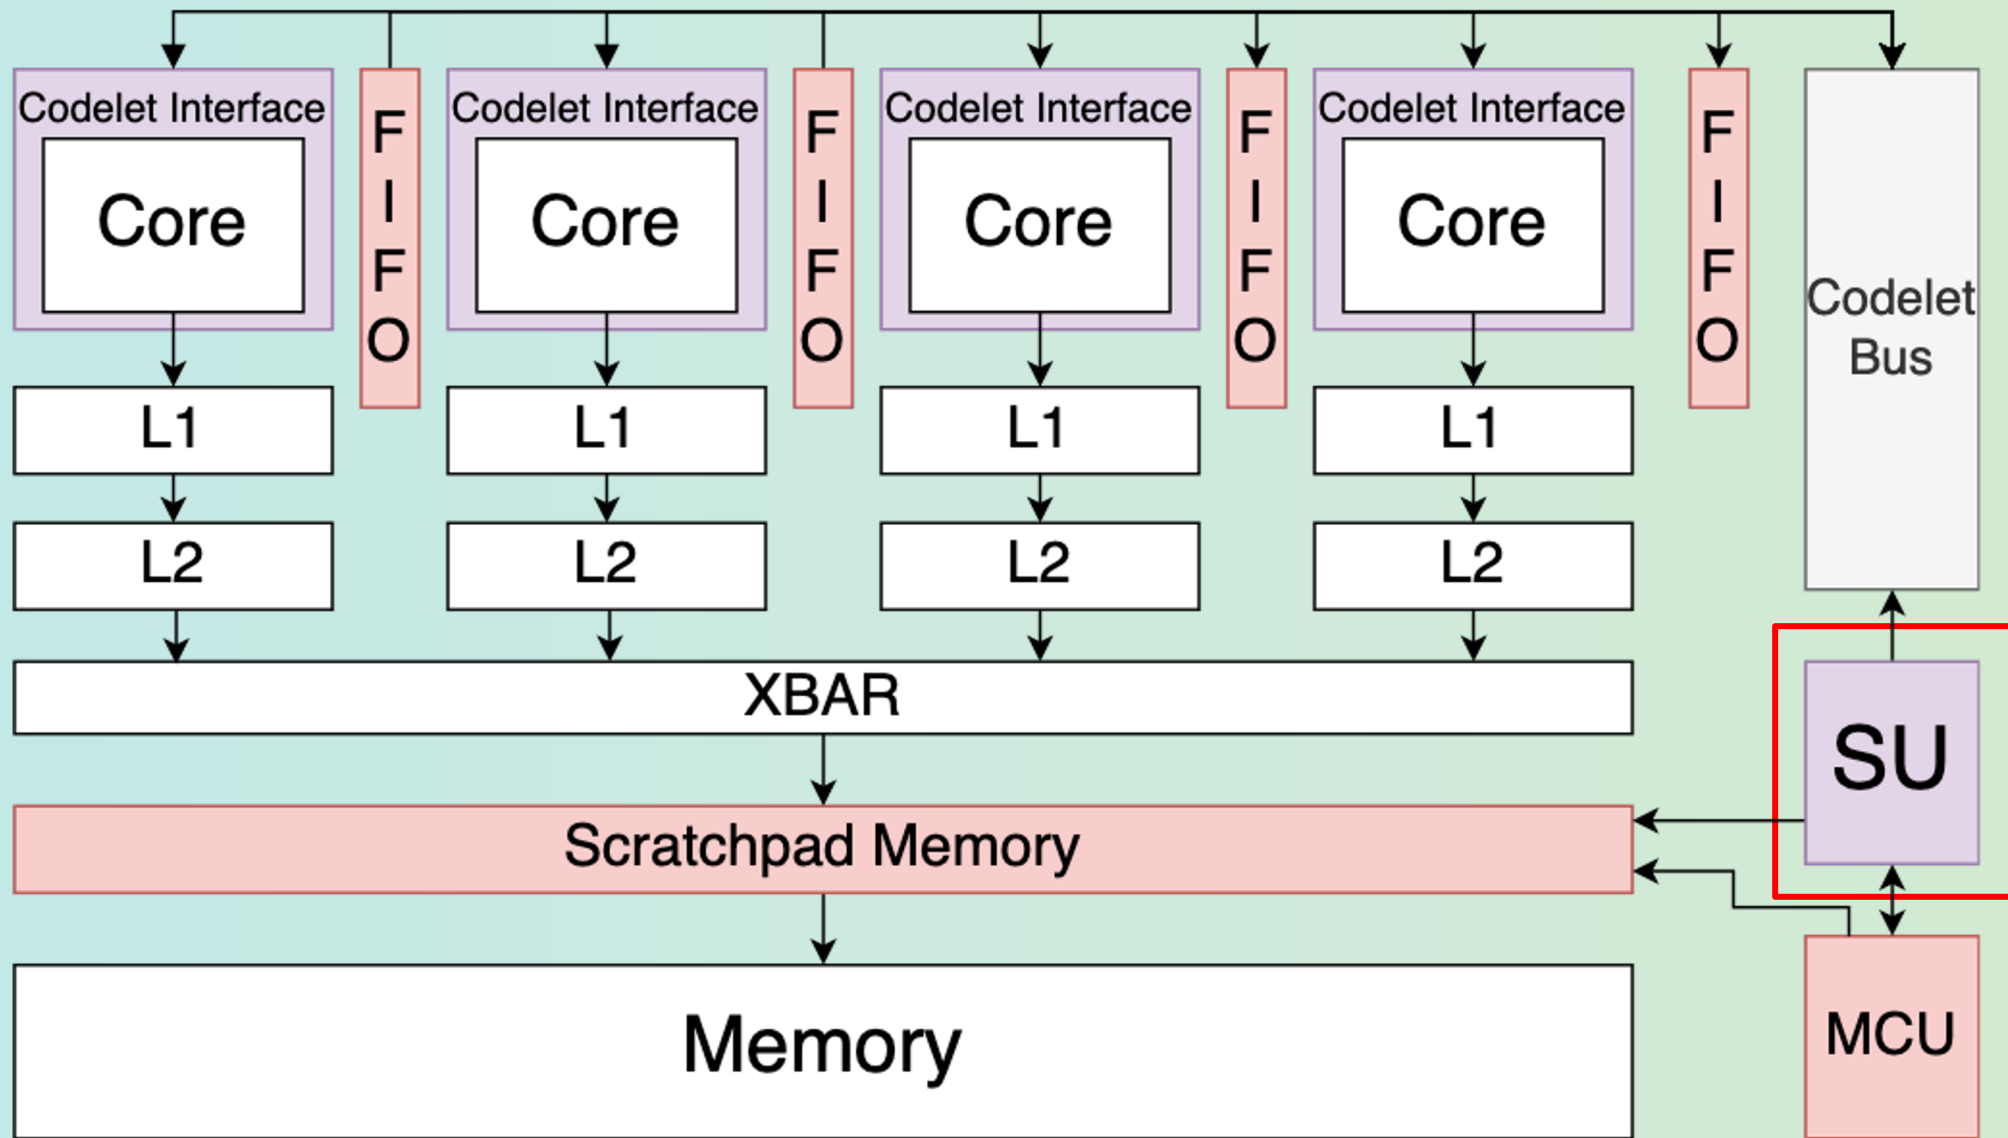 Codelet Interface
Core
F
I
F
O
Codelet Interface
Core
F
I
F
O
Codelet Interface
Core
F
I
F
O
Codelet Interface
Core
F
I
F
O
Codelet
Bus
L1
L1
L1
L1
L2
L2
L2
L2
XBAR
SU
Scratchpad Memory
Memory
MCU